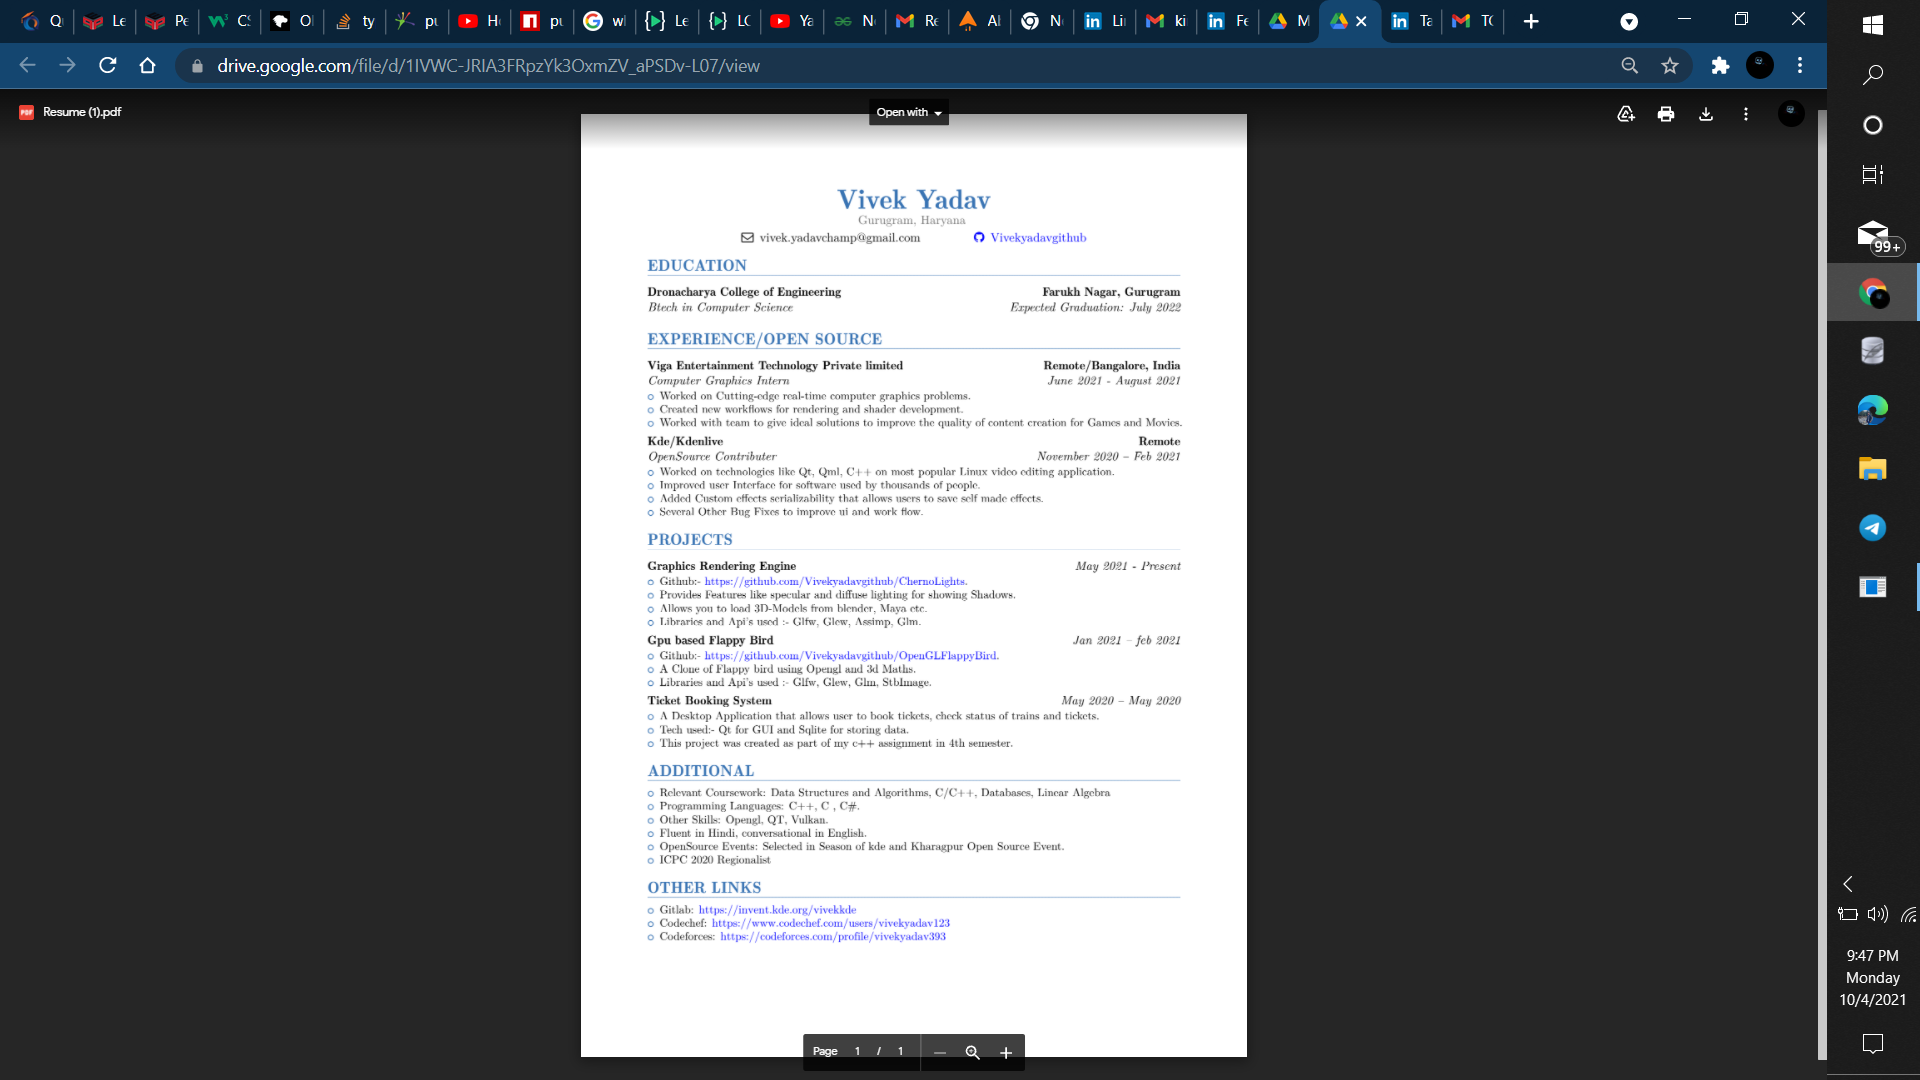 drive.google.com/file/d/1IVWC-JRIA3FRpzYk3OxmZV_aPSDv-L07/view
Resume (1).pdf
Open with
Vivek Yadav
Gurugram, Haryana
vivek.yadavchamp@gmail.com Vivekyadavgithub
EDUCATION
Dronacharya College of Engineering Farukh Nagar, Gurugram
Btech in Computer Science Expected Graduation: July 2022
EXPERIENCE/OPEN SOURCE
Viga Entertainment Technology Private limited Remote/Bangalore, India
Computer Graphics Intern June 2021 - August 2021
Worked on Cutting-edge real-time computer graphics problems.
Created new workflows for rendering and shader development.
Worked with team to give ideal solutions to improve the quality of content creation for Games and Movies.
Kde/Kdenlive Remote
OpenSource Contributer November 2020 – Feb 2021
Worked on technologies like Qt, Qml, C++ on most popular Linux video editing application.
Improved user Interface for software used by thousands of people.
Added Custom effects serializability that allows users to save self made effects.
Several Other Bug Fixes to improve ui and work flow.
PROJECTS
Graphics Rendering Engine May 2021 - Present
Github:- https://github.com/Vivekyadavgithub/ChernoLights.
Provides Features like specular and diffuse lighting for showing Shadows.
Allows you to load 3D-Models from blender, Maya etc.
Libraries and Api's used :- Glfw, Glew, Assimp, Glm.
Gpu based Flappy Bird Jan 2021 – feb 2021
Github:- https://github.com/Vivekyadavgithub/OpenGLFlappyBird.
A Clone of Flappy bird using Opengl and 3d Maths.
Libraries and Api's used :- Glfw, Glew, Glm, StbImage.
Ticket Booking System May 2020 – May 2020
A Desktop Application that allows user to book tickets, check status of trains and tickets.
Tech used:- Qt for GUI and Sqlite for storing data.
This project was created as part of my c++ assignment in 4th semester.
ADDITIONAL
Relevant Coursework: Data Structures and Algorithms, C/C++, Databases, Linear Algebra
Programming Languages: C++, C , C#.
Other Skills: Opengl, QT, Vulkan.
Fluent in Hindi, conversational in English.
OpenSource Events: Selected in Season of kde and Kharagpur Open Source Event.
ICPC 2020 Regionalist
OTHER LINKS
Gitlab: https://invent.kde.org/vivekkde
Codechef: https://www.codechef.com/users/vivekyadav123
Codeforces: https://codeforces.com/profile/vivekyadav393
Page 1 / 1
99+
9:47 PM
Monday
10/4/2021